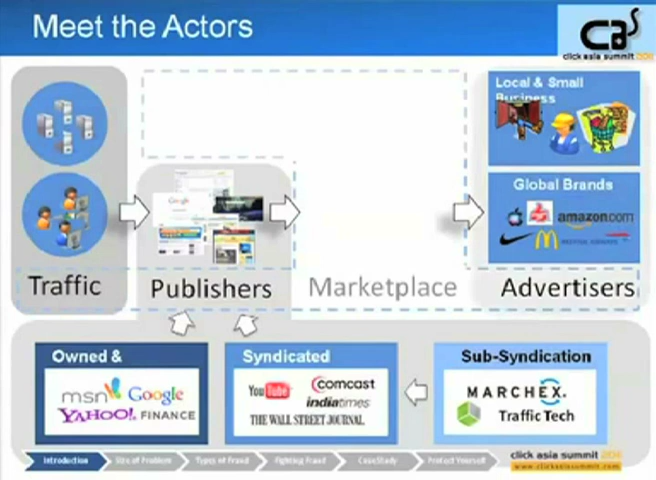 Meet the Actors
cas
click asia summit
Local & Small
Business
Global Brands
amazon.com
Google
Traffic
Publishers
Marketplace
Advertisers
Owned &
Syndicated
Sub-Syndication
msn
Google
YAHOO! FINANCE
YouTube
comcast
indiatimes
THE WALL STREET JOURNAL
MARCHEX.
Traffic Tech
Introduction
Size of Problem
Types of Fraud
Fighting Fraud
Case Study
Protect Yourself
click asia summit
www.clickasiasummit.com